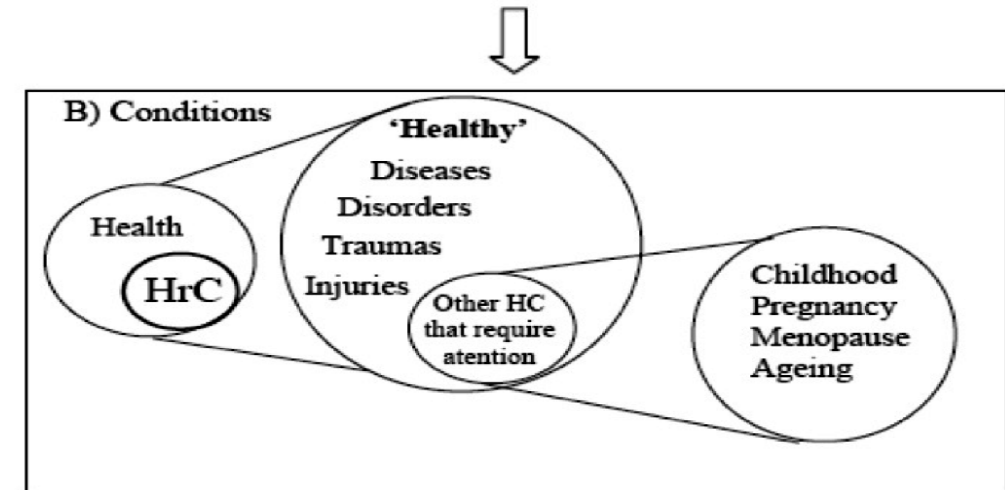 B) Conditions
Health
HrC
‘Healthy’
Diseases
Disorders
Traumas
Injuries
Other HC
that require
atention
Childhood
Pregnancy
Menopause
Ageing